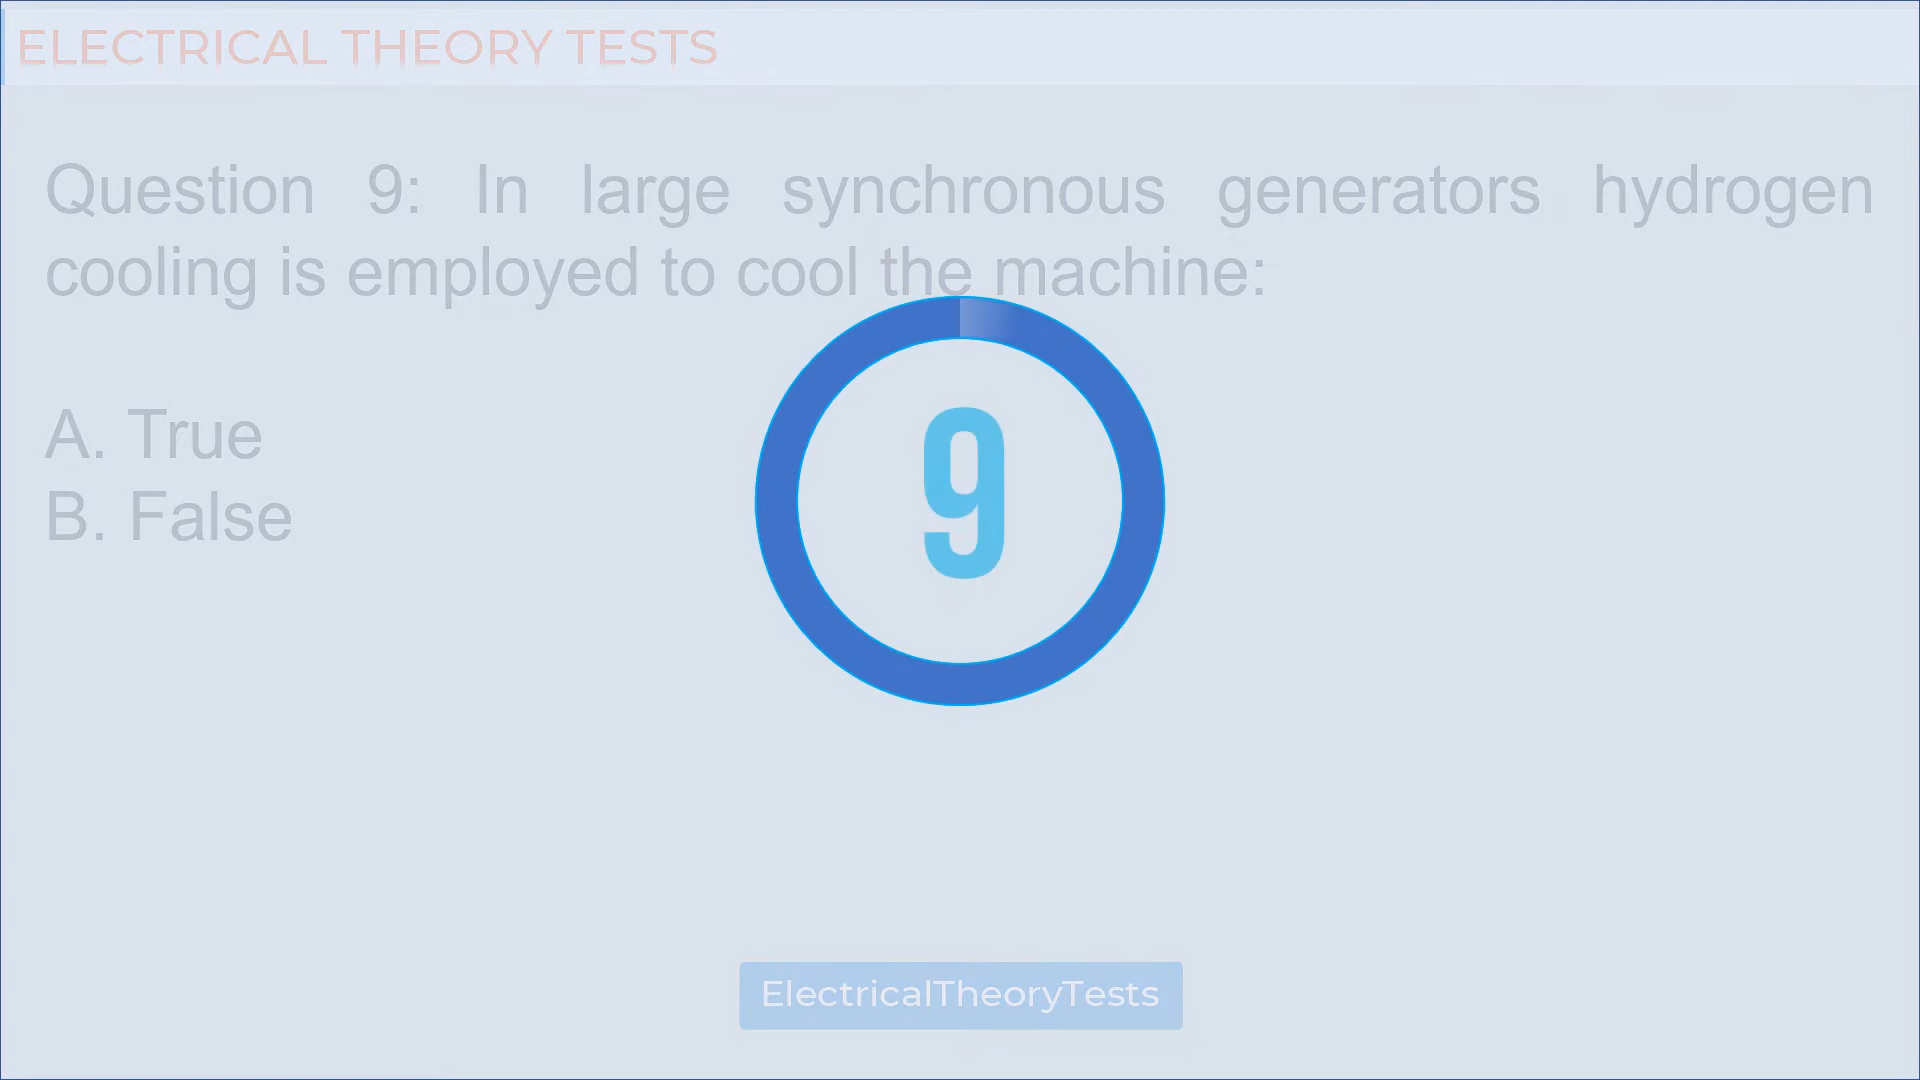 ELECTRICAL THEORY TESTS
Question 9: In large synchronous generators hydrogen
cooling is employed to cool the machine:
A. True
B. False
9
ElectricalTheoryTests